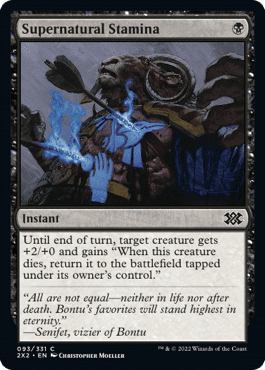 Supernatural Stamina
Instant
Until end of turn, target creature gets
+2/+0 and gains “When this creature
dies, return it to the battlefield tapped
under its owner's control.”
“All are not equal—neither in life nor after
death. Bontu's favorites will stand highest in
eternity.”
—Senifet, vizier of Bontu
093/331 C
2X2 • EN Christopher Moeller
™ & © 2022 Wizards of the Coast